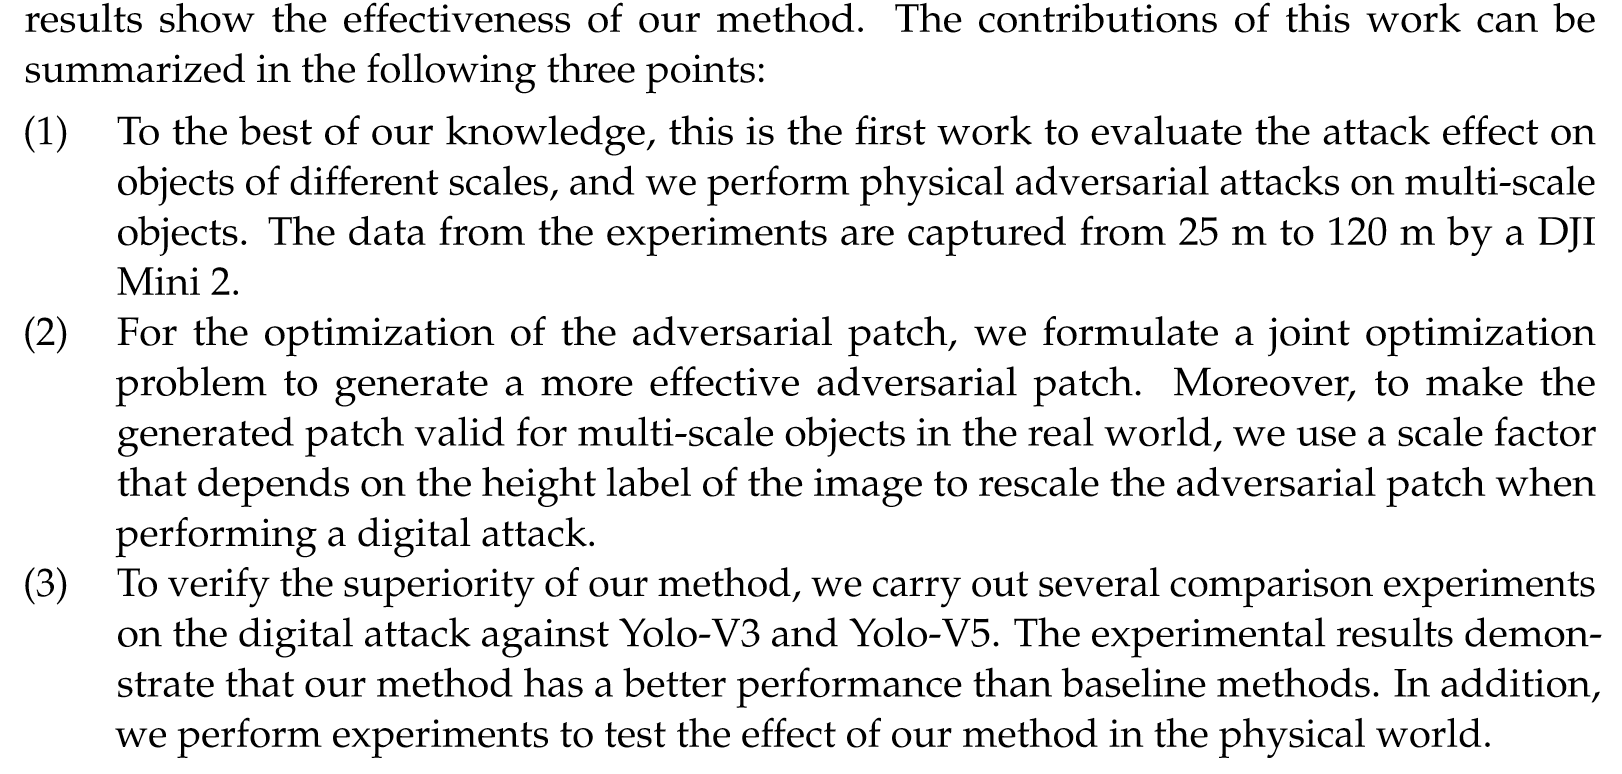 results show the effectiveness of our method. The contributions of this work can be
summarized in the following three points:
(1) To the best of our knowledge, this is the first work to evaluate the attack effect on
objects of different scales, and we perform physical adversarial attacks on multi-scale
objects. The data from the experiments are captured from 25 m to 120 m by a DJI
Mini 2.
(2) For the optimization of the adversarial patch, we formulate a joint optimization
problem to generate a more effective adversarial patch. Moreover, to make the
generated patch valid for multi-scale objects in the real world, we use a scale factor
that depends on the height label of the image to rescale the adversarial patch when
performing a digital attack.
(3) To verify the superiority of our method, we carry out several comparison experiments
on the digital attack against Yolo-V3 and Yolo-V5. The experimental results demon-
strate that our method has a better performance than baseline methods. In addition,
we perform experiments to test the effect of our method in the physical world.